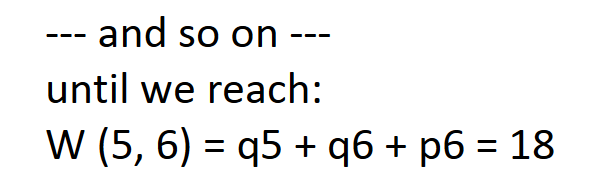 --- and so on ---
until we reach:
W (5, 6) = q5 + q6 + p6 = 18